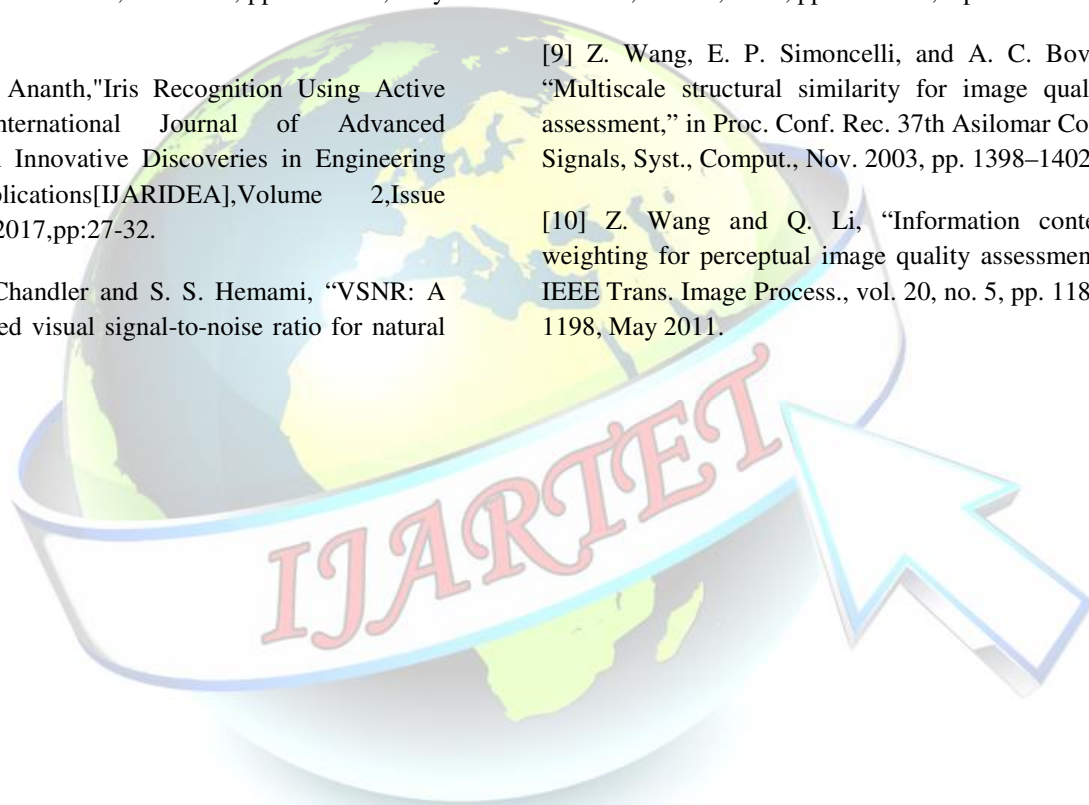 Ananth,"Iris Recognition Using Active
nternational Journal of Advanced
Innovative Discoveries in Engineering
plications[IJARIDEA],Volume 2,Issue
2017,pp:27-32.
Chandler and S. S. Hemami, “VSNR: A
ed visual signal-to-noise ratio for natural
[9] Z. Wang, E. P. Simoncelli, and A. C. Bov
“Multiscale structural similarity for image qual
assessment,” in Proc. Conf. Rec. 37th Asilomar Co
Signals, Syst., Comput., Nov. 2003, pp. 1398–1402
[10] Z. Wang and Q. Li, “Information conte
weighting for perceptual image quality assessmen
IEEE Trans. Image Process., vol. 20, no. 5, pp. 118
1198, May 2011.
IJARTET